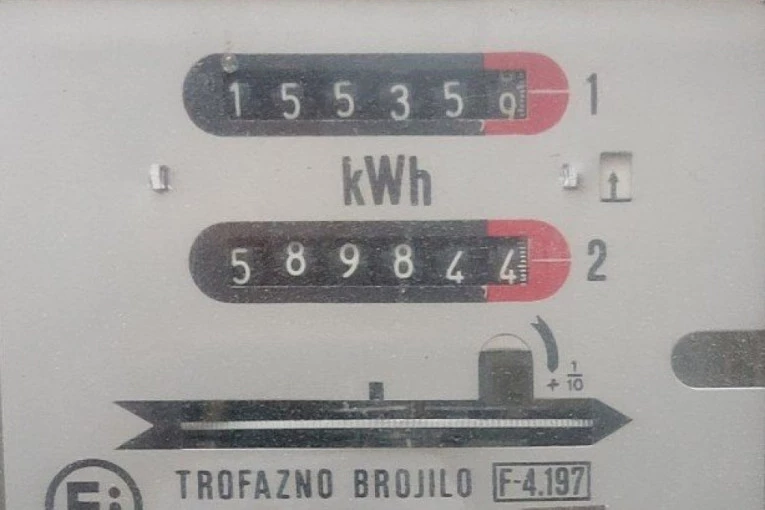 155359 1
kWh
589844 2
+ 1/10
TROFAZNO BROJILO F-4.197